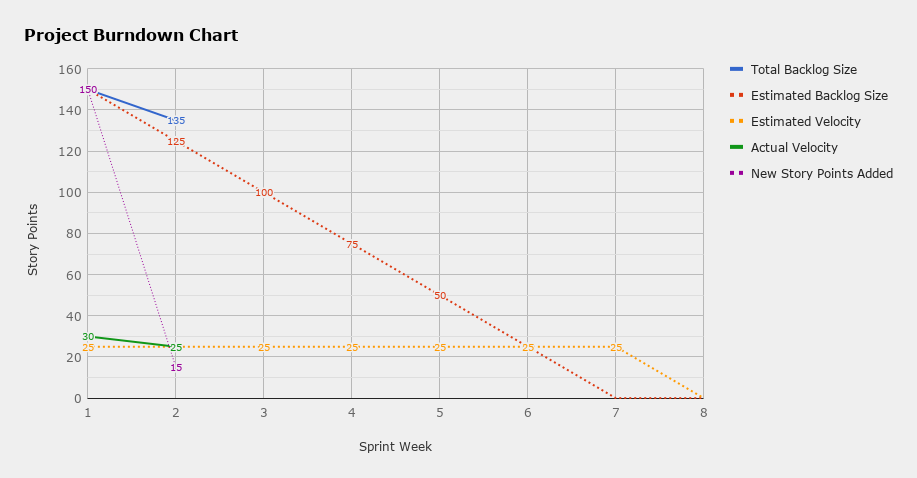 Project Burndown Chart
160
140
120
100
80
60
40
20
0
Story Points
150
135
125
100
75
50
30
25
25
25
25
25
25
25
25
15
1 2 3 4 5 6 7 8
Sprint Week
Total Backlog Size
Estimated Backlog Size
Estimated Velocity
Actual Velocity
New Story Points Added